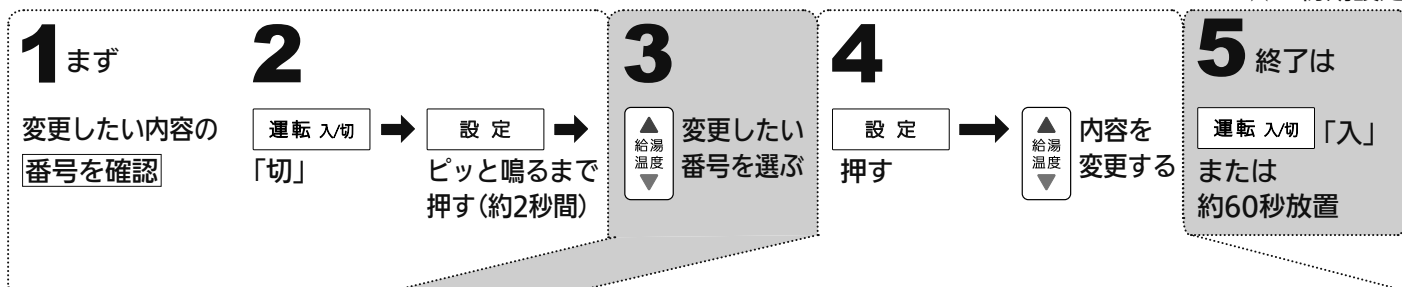 1 まず
変更したい内容の
番号を確認
2
運転 入/切 ➡ 設 定 ➡
「切」
ピッと鳴るまで
押す(約2秒間)
3
▲
給湯
温度
▼
変更したい
番号を選ぶ
4
設 定 ➡
押す
▲
給湯
温度
▼
内容を
変更する
5 終了は
運転 入/切 「入」
または
約60秒放置